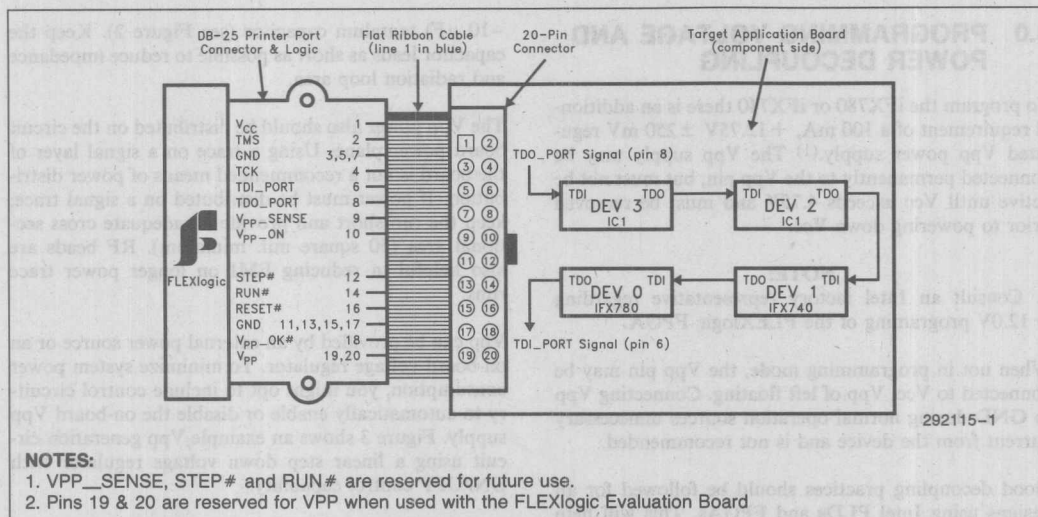 DB-25 Printer Port
Connector & Logic
Flat Ribbon Cable
(line 1 in blue)
20-Pin
Connector
Target Application Board
(component side)
VCC 1
TMS 2
GND 3,5,7
TCK 4
TDI_PORT 6
TDO_PORT 8
VPP_SENSE 9
VPP_ON 10
STEP# 12
RUN# 14
RESET# 16
GND 11,13,15,17
VPP_OK# 18
VPP 19,20
FLEXlogic
1 2
3 4
5 6
7 8
9 10
11 12
13 14
15 16
17 18
19 20
TDO_PORT Signal (pin 8)
TDI TDO
DEV 3
IC1
TDI TDO
DEV 2
IC1
TDO TDI
DEV 0
IFX780
TDO TDI
DEV 1
IFX740
TDI_PORT Signal (pin 6)
292115-1
NOTES:
1. VPP__SENSE, STEP# and RUN# are reserved for future use.
2. Pins 19 & 20 are reserved for VPP when used with the FLEXlogic Evaluation Board